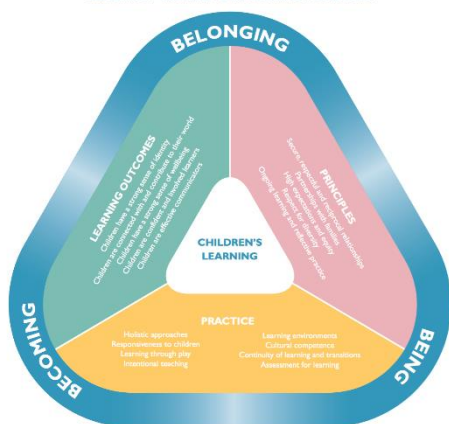 BELONGING
LEARNING OUTCOMES
Children have a strong sense of identity
Children are connected with and contribute to their world
Children have a strong sense of wellbeing
Children are confident and involved learners
Children are effective communicators
PRINCIPLES
Secure, respectful and reciprocal relationships
Partnerships with families
High expectations and equity
Respect for diversity
Ongoing learning and reflective practice
CHILDREN'S
LEARNING
PRACTICE
Holistic approaches
Responsiveness to children
Learning through play
Intentional teaching
Learning environments
Cultural competence
Continuity of learning and transitions
Assessment for learning
BECOMING
BEING